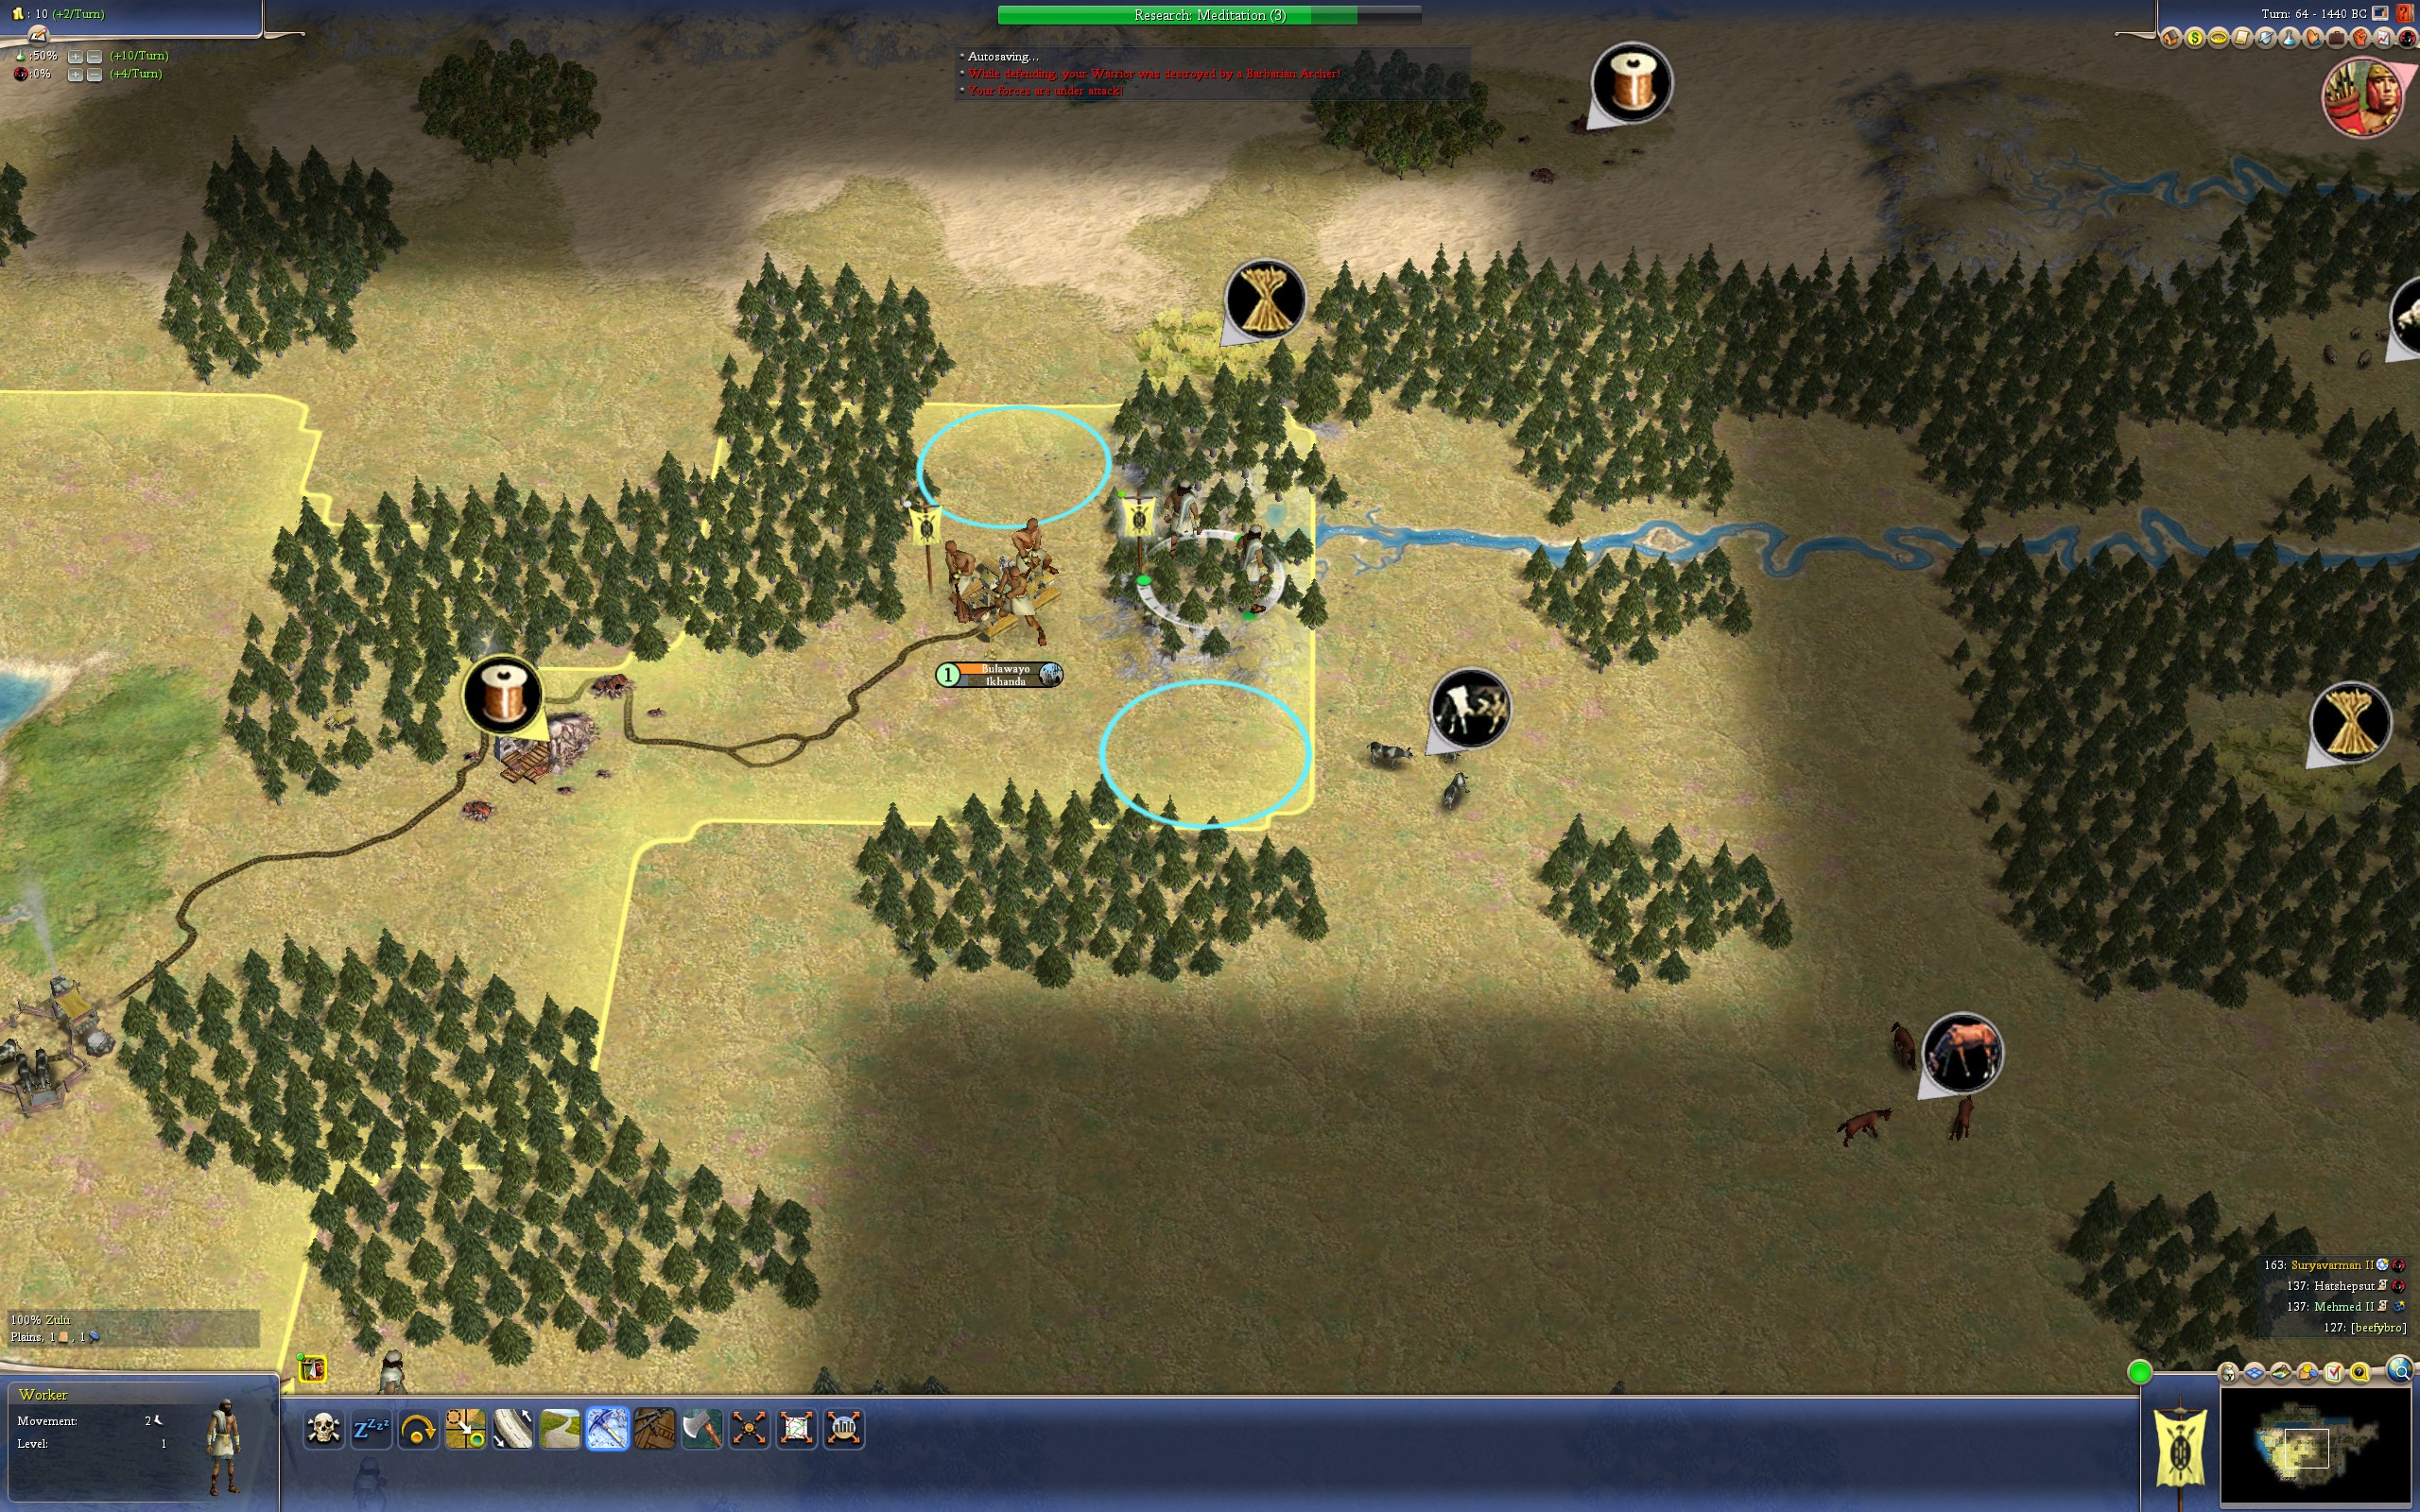 : 10 (+2/Turn)
Research: Meditation (3)
Turn: 64 - 1440 BC
:50% (+10/Turn)
:0% (+4/Turn)
* Autosaving...
* While defending, your Warrior was destroyed by a Barbarian Archer!
* Your forces are under attack!
1 Bulawayo
Ikhanda
163: Suryavarman II
137: Hatshepsut
137: Mehmed II
127: [beefybro]
100% Zulu
Plains, 1 , 1
Worker
Movement: 2
Level: 1
zzzz